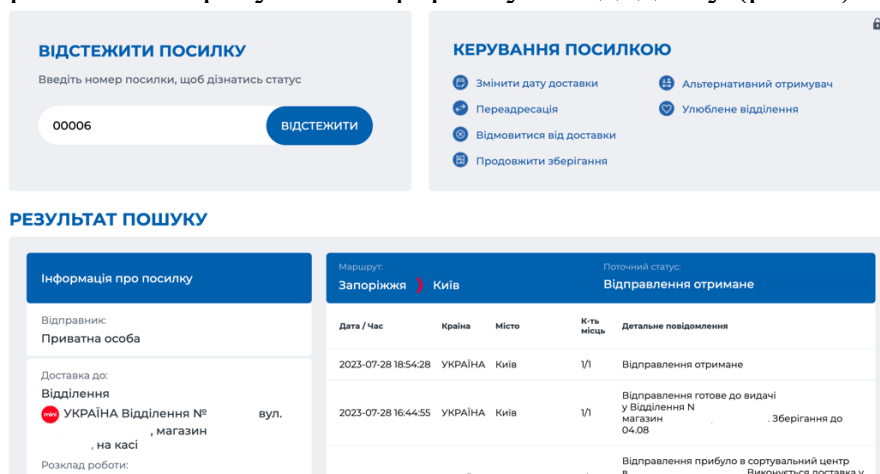 ВІДСТЕЖИТИ ПОСИЛКУ
Введіть номер посилки, щоб дізнатись статус
00006
ВІДСТЕЖИТИ
КЕРУВАННЯ ПОСИЛКОЮ
Змінити дату доставки
Альтернативний отримувач
Переадресація
Улюблене відділення
Відмовитися від доставки
Продовжити зберігання
РЕЗУЛЬТАТ ПОШУКУ
Інформація про посилку
Відправник:
Приватна особа
Доставка до:
Відділення
mini УКРАЇНА Відділення № вул.
, магазин
, на касі
Розклад роботи:
Маршрут:
Запоріжжя Київ
Поточний статус:
Відправлення отримане
Дата / Час Країна Місто К-ть місць Детальне повідомлення
2023-07-28 18:54:28 УКРАЇНА Київ 1/1 Відправлення отримане
2023-07-28 16:44:55 УКРАЇНА Київ 1/1 Відправлення готове до видачі
у Відділення N
магазин . Зберігання до
04.08
Відправлення прибуло в сортувальний центр
в Виконується доставка у